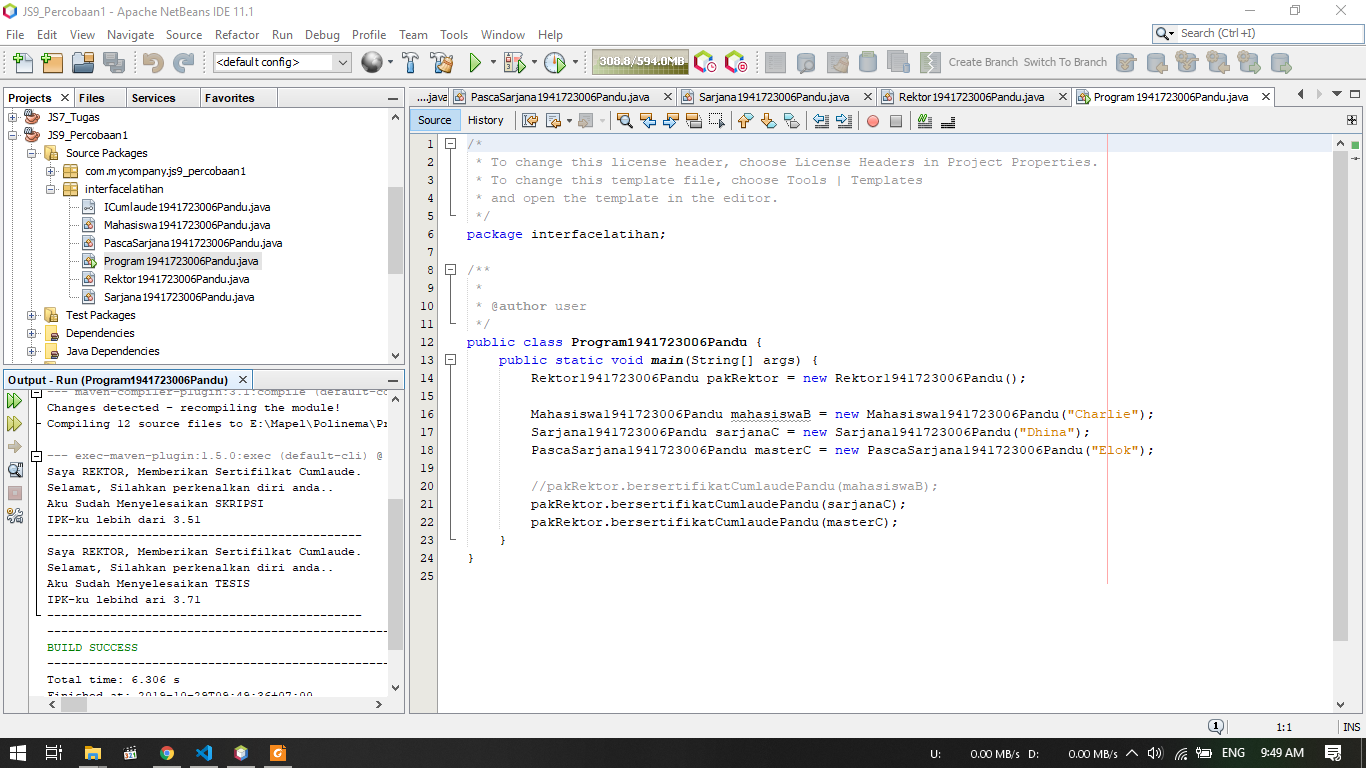 JS9_Percobaan1 - Apache NetBeans IDE 11.1
File Edit View Navigate Source Refactor Run Debug Profile Team Tools Window Help
Search (Ctrl+I)
<default config>
308.8/594.0MB
Create Branch Switch To Branch
Projects Files Services Favorites
JS7_Tugas
JS9_Percobaan1
Source Packages
com.mycompany.js9_percobaan1
interfacelatihan
ICumlaude1941723006Pandu.java
Mahasiswa1941723006Pandu.java
PascaSarjana1941723006Pandu.java
Program1941723006Pandu.java
Rektor1941723006Pandu.java
Sarjana1941723006Pandu.java
Test Packages
Dependencies
Java Dependencies
Output - Run (Program1941723006Pandu)
--- maven-compiler-plugin:3.1:compile (default-co
Changes detected - recompiling the module!
Compiling 12 source files to E:\Mapel\Polinema\Pr
--- exec-maven-plugin:1.5.0:exec (default-cli) @
Saya REKTOR, Memberikan Sertifilkat Cumlaude.
Selamat, Silahkan perkenalkan diri anda..
Aku Sudah Menyelesaikan SKRIPSI
IPK-ku lebih dari 3.51
------------------------------------------------
Saya REKTOR, Memberikan Sertifilkat Cumlaude.
Selamat, Silahkan perkenalkan diri anda..
Aku Sudah Menyelesaikan TESIS
IPK-ku lebihd ari 3.71
------------------------------------------------
----------------------------------------------------
BUILD SUCCESS
----------------------------------------------------
Total time: 6.306 s
Finished at: 2019-10-29T09:49:36+07:00
....java PascaSarjana1941723006Pandu.java Sarjana1941723006Pandu.java Rektor1941723006Pandu.java Program1941723006Pandu.java
Source History
1 /*
2 * To change this license header, choose License Headers in Project Properties.
3 * To change this template file, choose Tools | Templates
4 * and open the template in the editor.
5 */
6 package interfacelatihan;
7
8 /**
9 *
10 * @author user
11 */
12 public class Program1941723006Pandu {
13 public static void main(String[] args) {
14 Rektor1941723006Pandu pakRektor = new Rektor1941723006Pandu();
15
16 Mahasiswa1941723006Pandu mahasiswaB = new Mahasiswa1941723006Pandu("Charlie");
17 Sarjana1941723006Pandu sarjanaC = new Sarjana1941723006Pandu("Dhina");
18 PascaSarjana1941723006Pandu masterC = new PascaSarjana1941723006Pandu("Elok");
19
20 //pakRektor.bersertifikatCumlaudePandu(mahasiswaB);
21 pakRektor.bersertifikatCumlaudePandu(sarjanaC);
22 pakRektor.bersertifikatCumlaudePandu(masterC);
23 }
24 }
25
1 1:1 INS
U: 0.00 MB/s D: 0.00 MB/s ENG 9:49 AM